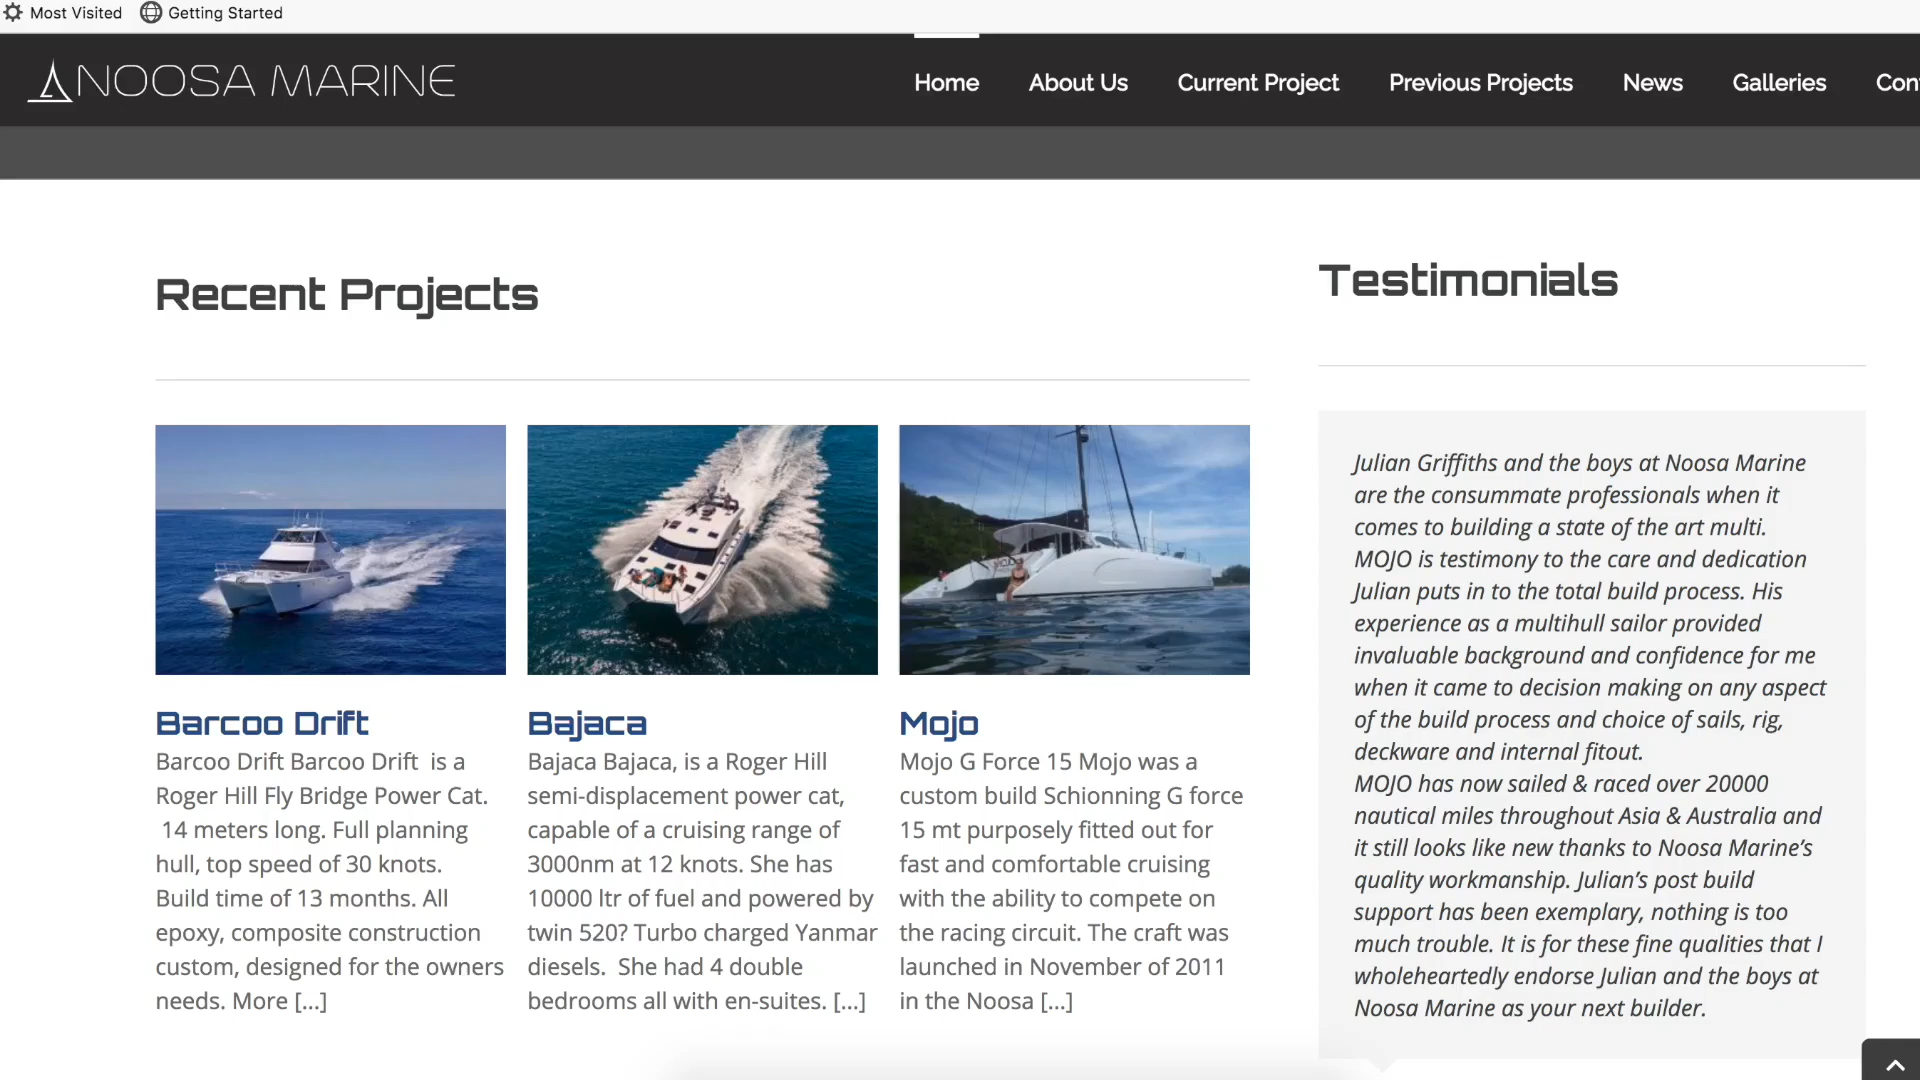 Most Visited Getting Started
NOOSA MARINE
Home About Us Current Project Previous Projects News Galleries Con
Recent Projects
Barcoo Drift
Barcoo Drift Barcoo Drift is a
Roger Hill Fly Bridge Power Cat.
14 meters long. Full planning
hull, top speed of 30 knots.
Build time of 13 months. All
epoxy, composite construction
custom, designed for the owners
needs. More [...]
Bajaca
Bajaca Bajaca, is a Roger Hill
semi-displacement power cat,
capable of a cruising range of
3000nm at 12 knots. She has
10000 ltr of fuel and powered by
twin 520? Turbo charged Yanmar
diesels. She had 4 double
bedrooms all with en-suites. [...]
Mojo
Mojo G Force 15 Mojo was a
custom build Schionning G force
15 mt purposely fitted out for
fast and comfortable cruising
with the ability to compete on
the racing circuit. The craft was
launched in November of 2011
in the Noosa [...]
Testimonials
Julian Griffiths and the boys at Noosa Marine
are the consummate professionals when it
comes to building a state of the art multi.
MOJO is testimony to the care and dedication
Julian puts in to the total build process. His
experience as a multihull sailor provided
invaluable background and confidence for me
when it came to decision making on any aspect
of the build process and choice of sails, rig,
deckware and internal fitout.
MOJO has now sailed & raced over 20000
nautical miles throughout Asia & Australia and
it still looks like new thanks to Noosa Marine’s
quality workmanship. Julian’s post build
support has been exemplary, nothing is too
much trouble. It is for these fine qualities that I
wholeheartedly endorse Julian and the boys at
Noosa Marine as your next builder.